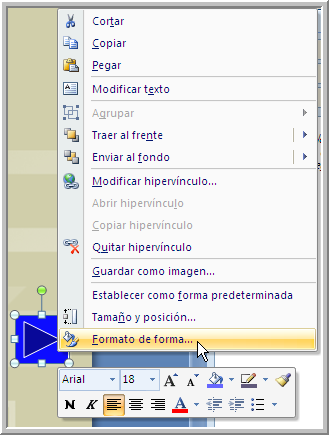 Cortar
Copiar
Pegar
Modificar texto
Agrupar
Traer al frente
Enviar al fondo
Modificar hipervínculo...
Abrir hipervínculo
Copiar hipervínculo
Quitar hipervínculo
Guardar como imagen...
Establecer como forma predeterminada
Tamaño y posición...
Formato de forma...
Arial 18 A A A
N K A